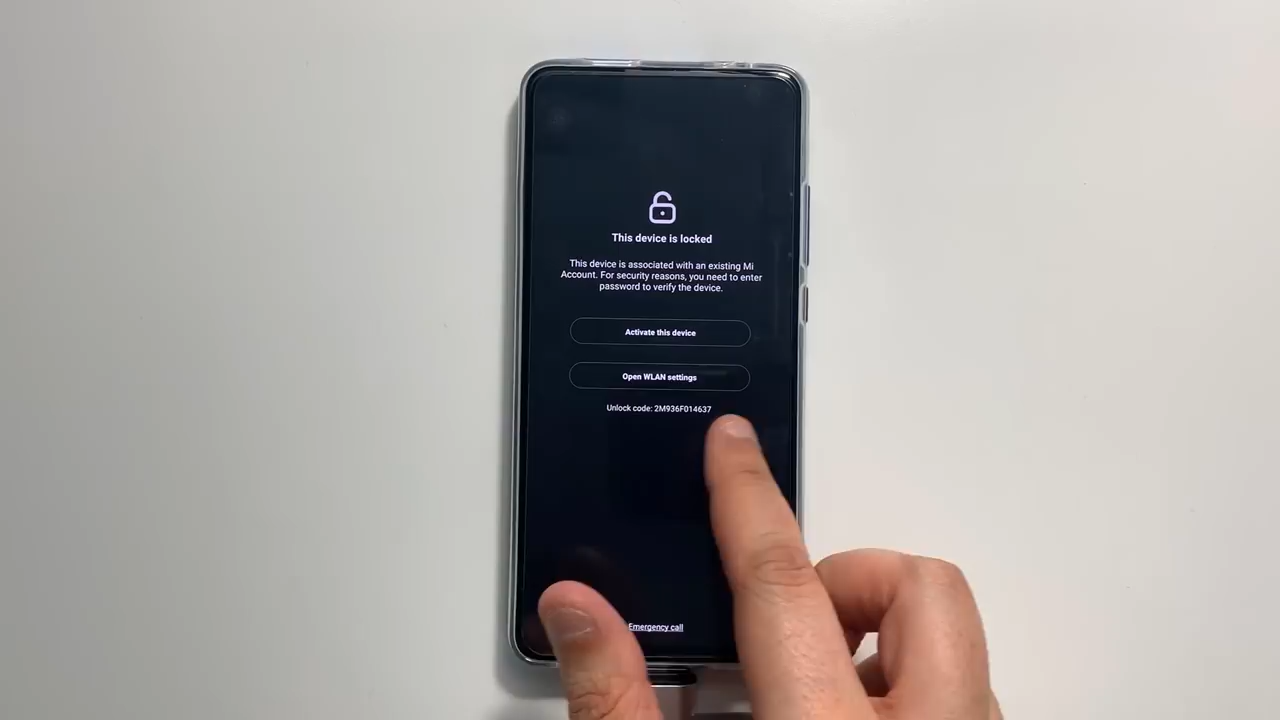 This device is locked
This device is associated with an existing Mi
Account. For security reasons, you need to enter
password to verify the device.
Activate this device
Open WLAN settings
Unlock code: 2M936F014637
Emergency call